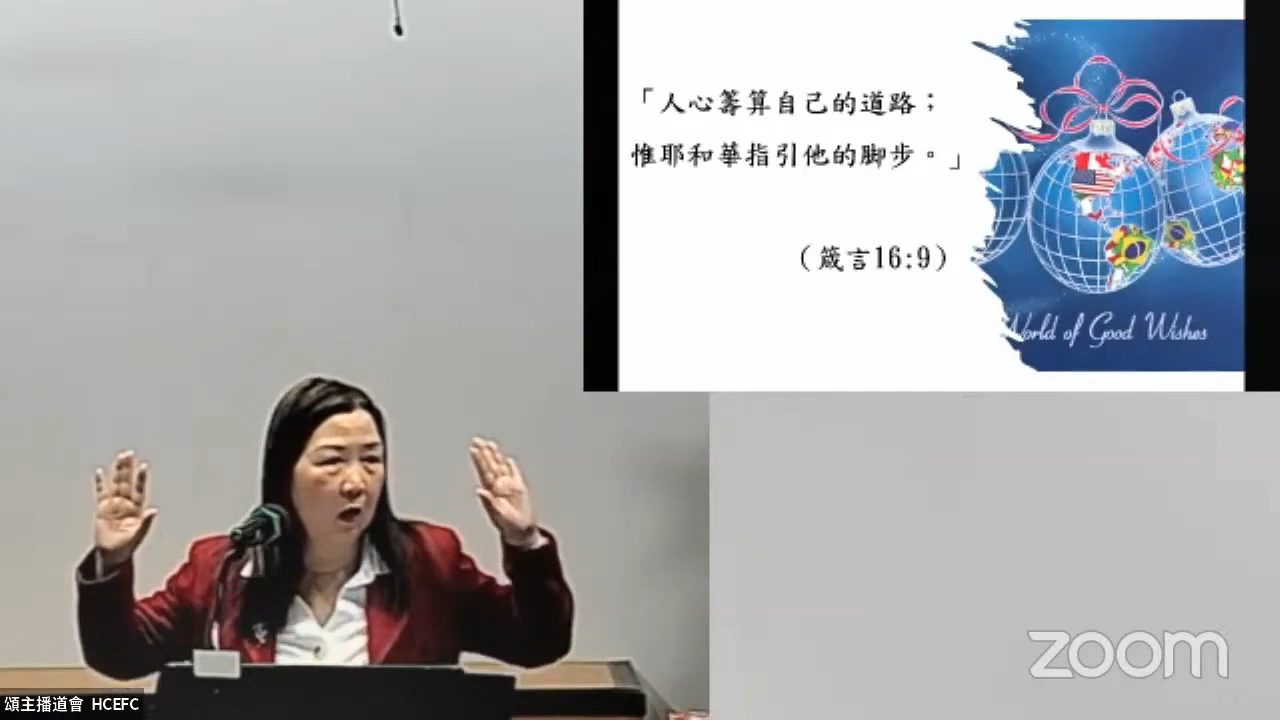 「人心籌算自己的道路；
惟耶和華指引他的脚步。」
（箴言16:9）
World of Good Wishes
zoom
頌主播道會 HCEFC